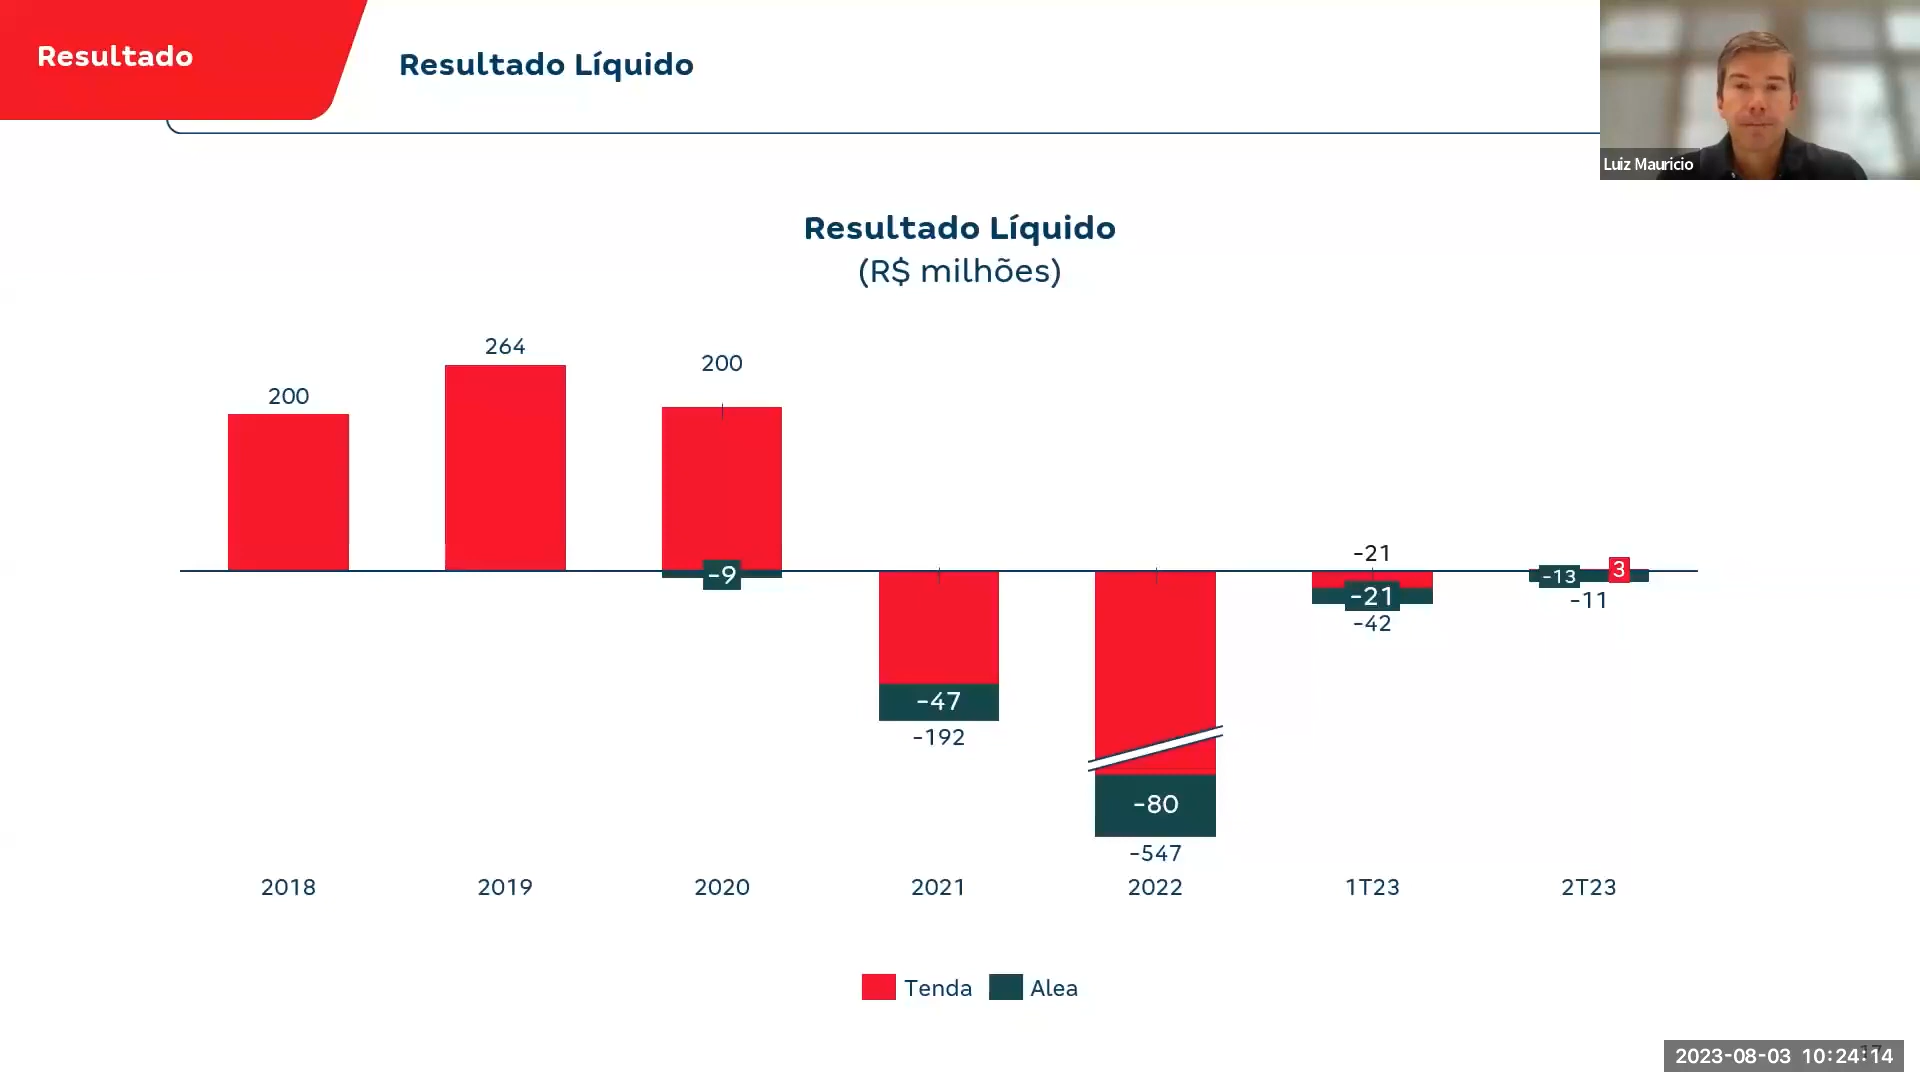 Resultado
Resultado Líquido
Luiz Mauricio
Resultado Líquido
(R$ milhões)
200
264
200
-9
-47
-192
-80
-547
-21
-21
-42
-13
3
-11
2018 2019 2020 2021 2022 1T23 2T23
Tenda Alea
2023-08-03 10:24:14